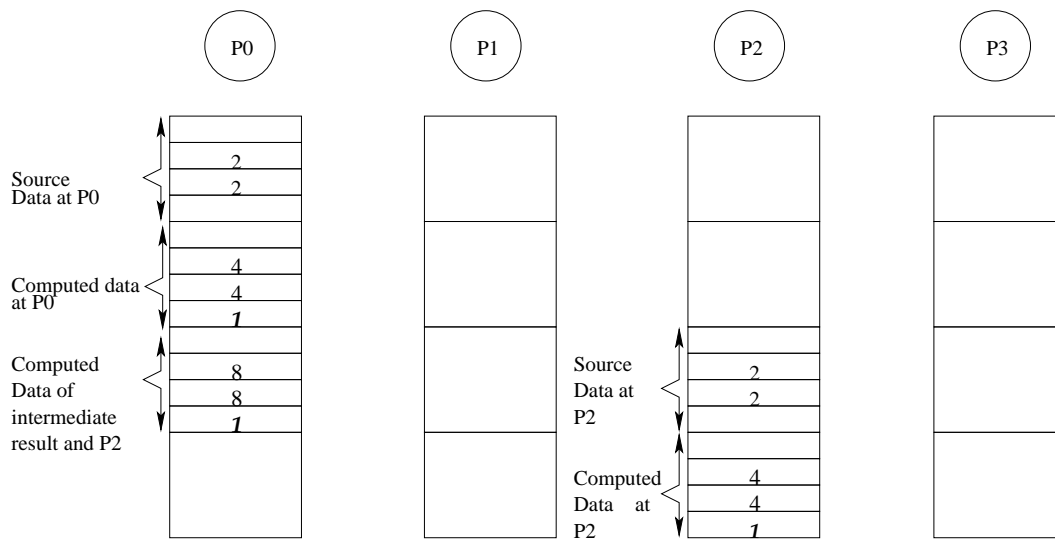 P0 P1 P2 P3
Source
Data at P0
2
2
Computed data
at P0
4
4
1
Computed
Data of
intermediate
result and P2
8
8
1
Source
Data at
P2
2
2
Computed
Data at
P2
4
4
1